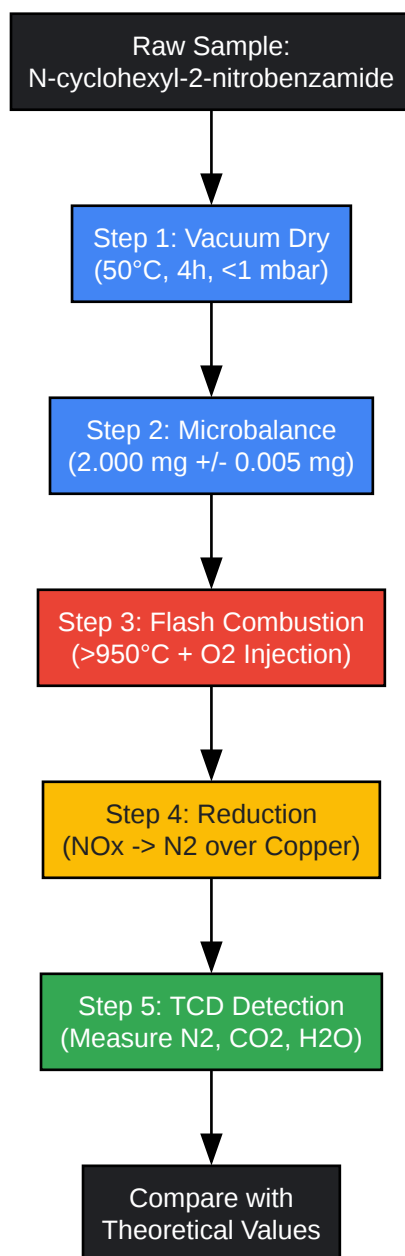 Raw Sample:
N-cyclohexyl-2-nitrobenzamide
Step 1: Vacuum Dry
(50°C, 4h, <1 mbar)
Step 2: Microbalance
(2.000 mg +/- 0.005 mg)
Step 3: Flash Combustion
(>950°C + O2 Injection)
Step 4: Reduction
(NOx -> N2 over Copper)
Step 5: TCD Detection
(Measure N2, CO2, H2O)
Compare with
Theoretical Values